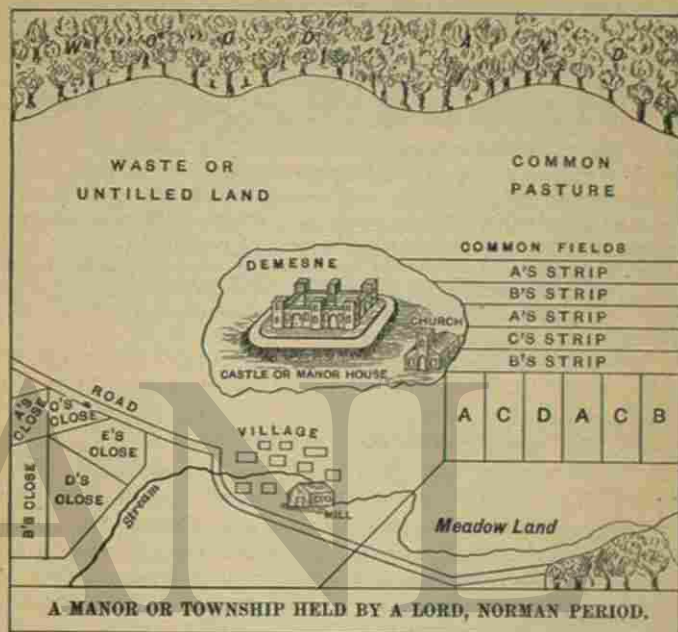 WOODLAND
WASTE OR
UNTILLED LAND
COMMON
PASTURE
COMMON FIELDS
A'S STRIP
B'S STRIP
A'S STRIP
C'S STRIP
B'S STRIP
DEMESNE
CHURCH
CASTLE OR MANOR HOUSE
A C D A C B
ROAD
A'S
CLOSE
C'S
CLOSE
E'S
CLOSE
B'S CLOSE
D'S
CLOSE
VILLAGE
MILL
Stream
Meadow Land
A MANOR OR TOWNSHIP HELD BY A LORD, NORMAN PERIOD.
ANL